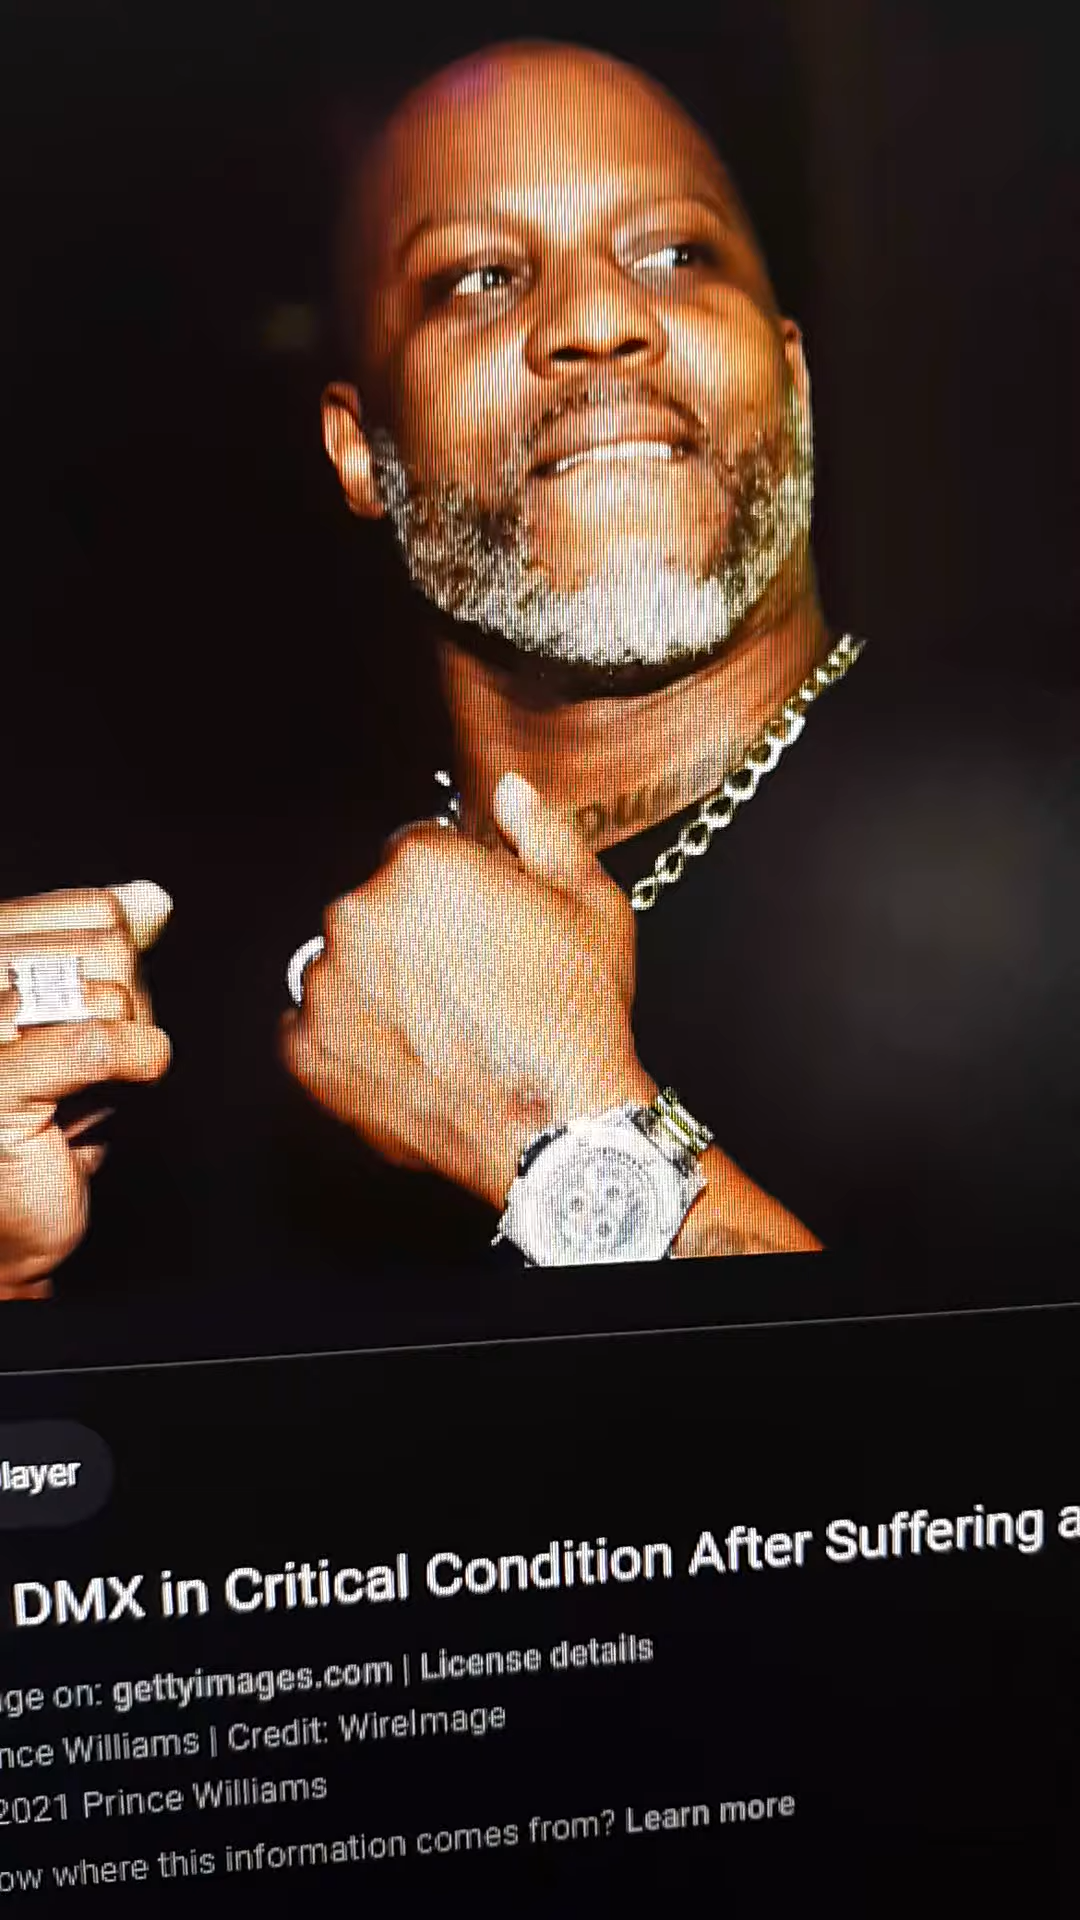 DMX in Critical Condition After Suffering a
ge on: gettyimages.com | License details
nce Williams | Credit: WireImage
2021 Prince Williams
ow where this information comes from? Learn more